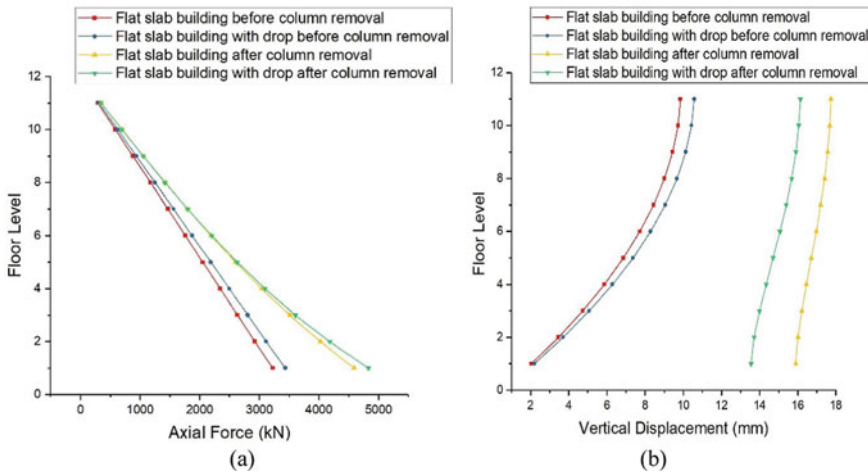 Flat slab building before column removal
Flat slab building with drop before column removal
Flat slab building after column removal
Flat slab building with drop after column removal
12
10
8
6
4
2
0
Floor Level
0 1000 2000 3000 4000 5000
Axial Force (kN)
(a)
Flat slab building before column removal
Flat slab building with drop before column removal
Flat slab building after column removal
Flat slab building with drop after column removal
12
10
8
6
4
2
0
Floor Level
2 4 6 8 10 12 14 16 18
Vertical Displacement (mm)
(b)